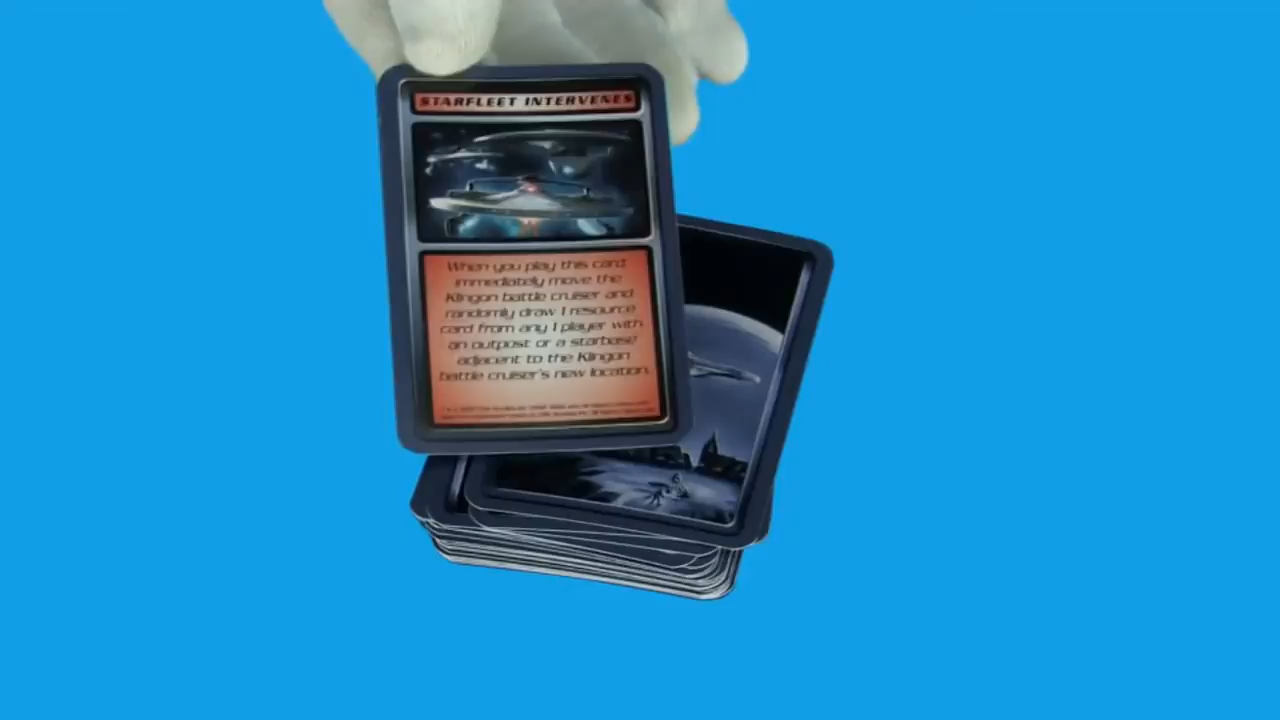 STARFLEET INTERVENES
When you play this card
immediately move the
Klingon battle cruiser and
randomly draw 1 resource
card from any 1 player with
an outpost or a starbase
adjacent to the Klingon
battle cruiser's new location.